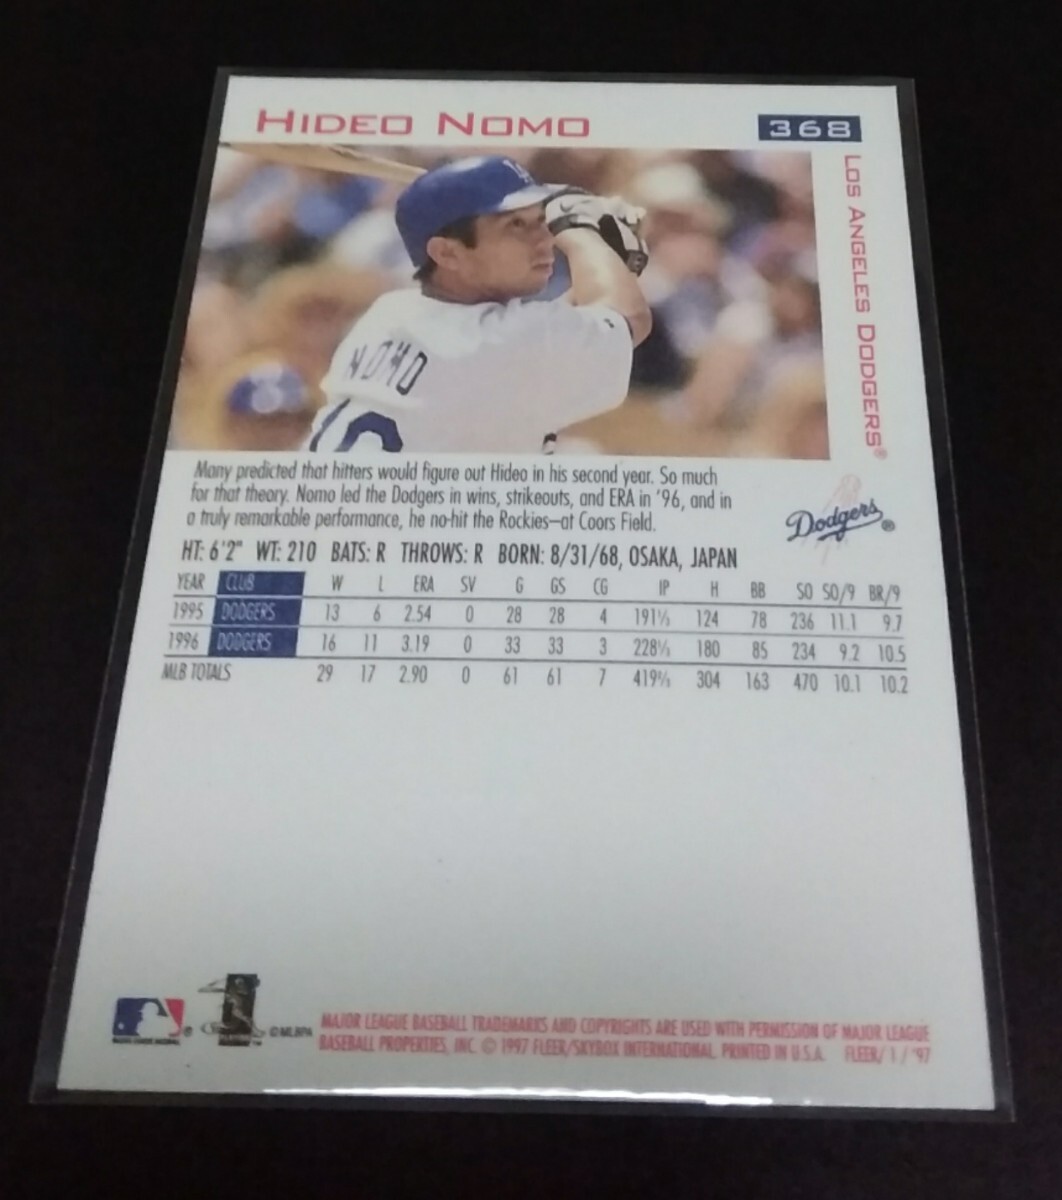 HIDEO NOMO
368
LOS ANGELES DODGERS®
LA
NOMO
Many predicted that hitters would figure out Hideo in his second year. So much
for that theory. Nomo led the Dodgers in wins, strikeouts, and ERA in '96, and in
a truly remarkable performance, he no-hit the Rockies—at Coors Field.
Dodgers®
HT: 6'2" WT: 210 BATS: R THROWS: R BORN: 8/31/68, OSAKA, JAPAN
YEAR CLUB W L ERA SV G GS CG IP H BB SO SO/9 BR/9
1995 DODGERS 13 6 2.54 0 28 28 4 191⅓ 124 78 236 11.1 9.7
1996 DODGERS 16 11 3.19 0 33 33 3 228⅓ 180 85 234 9.2 10.5
MLB TOTALS 29 17 2.90 0 61 61 7 419⅔ 304 163 470 10.1 10.2
® ™ © MLBPA
MAJOR LEAGUE BASEBALL TRADEMARKS AND COPYRIGHTS ARE USED WITH PERMISSION OF MAJOR LEAGUE
BASEBALL PROPERTIES, INC. © 1997 FLEER/SKYBOX INTERNATIONAL. PRINTED IN U.S.A. FLEER/1/'97